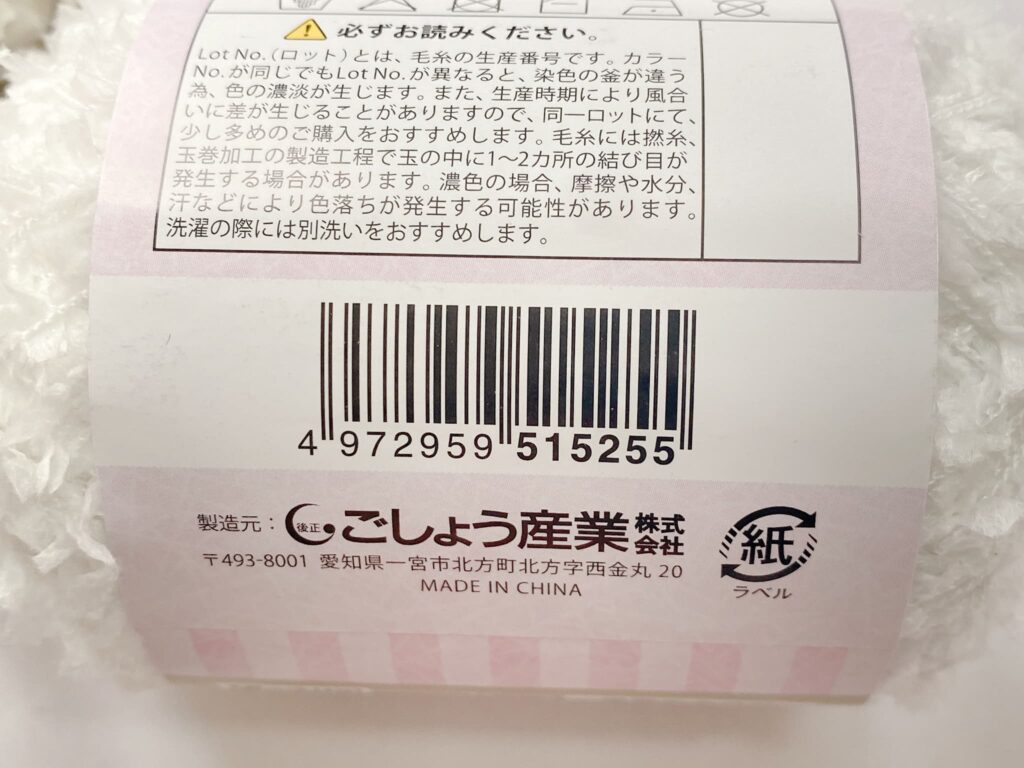 必ずお読みください。
Lot No.(ロット)とは、毛糸の生産番号です。カラー
No.が同じでもLot No.が異なると、染色の釜が違う
為、色の濃淡が生じます。また、生産時期により風合
いに差が生じることがありますので、同一ロットにて、
少し多めのご購入をおすすめします。毛糸には撚糸、
玉巻加工の製造工程で玉の中に1〜2カ所の結び目が
発生する場合があります。濃色の場合、摩擦や水分、
汗などにより色落ちが発生する可能性があります。
洗濯の際には別洗いをおすすめします。
4 972959 515255
製造元: 後正 ごしょう産業株式会社
〒493-8001 愛知県一宮市北方町北方字西金丸 20
MADE IN CHINA
紙
ラベル